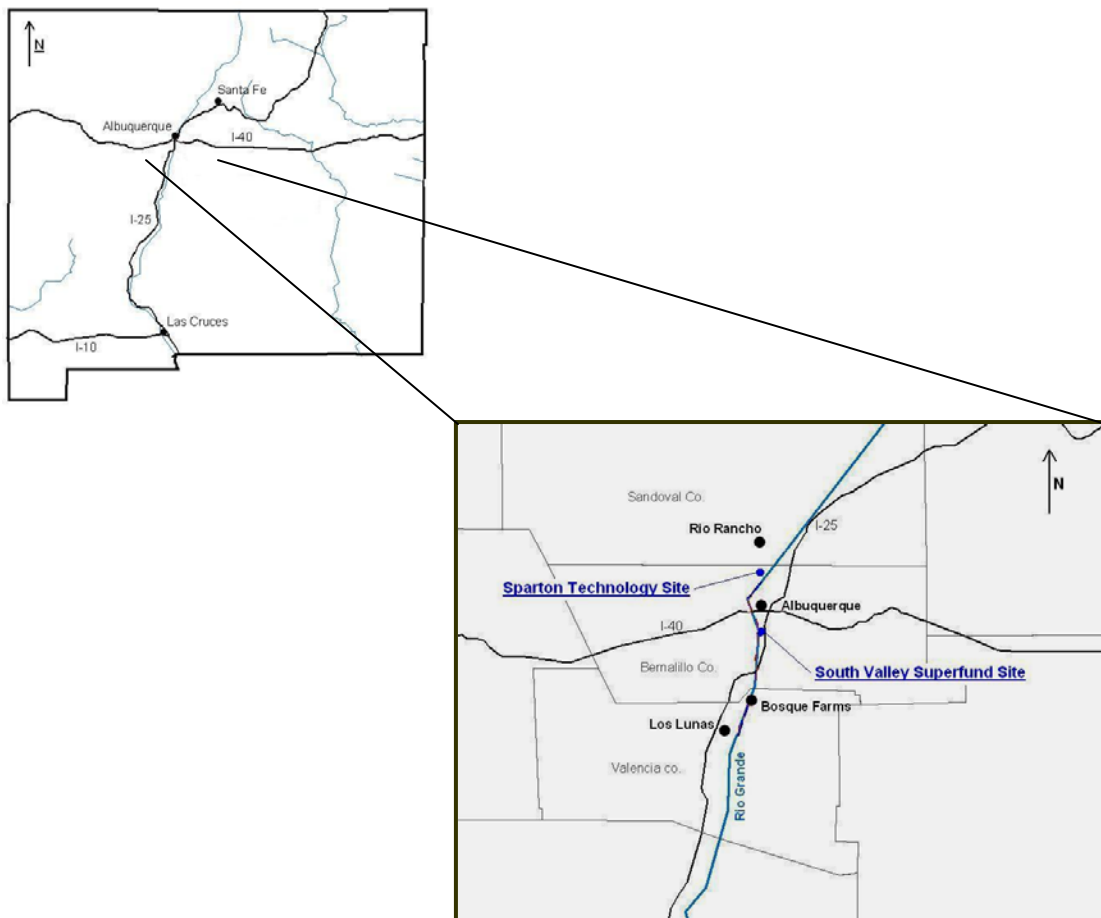 N
Santa Fe
Albuquerque
I-40
I-25
Las Cruces
I-10
Sandoval Co.
N
Rio Rancho
I-25
Sparton Technology Site
Albuquerque
I-40
Bernalillo Co.
South Valley Superfund Site
Bosque Farms
Los Lunas
Valencia co.
Rio Grande